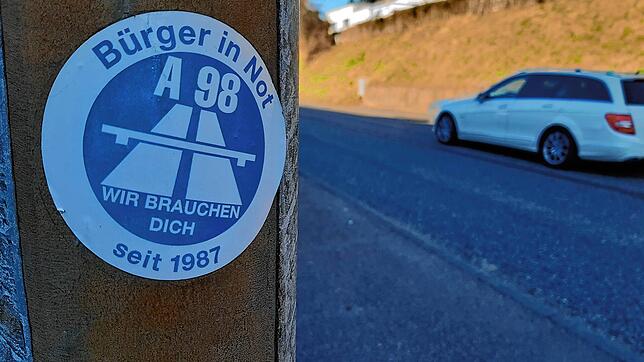 Bürger in Not
A 98
WIR BRAUCHEN
DICH
seit 1987